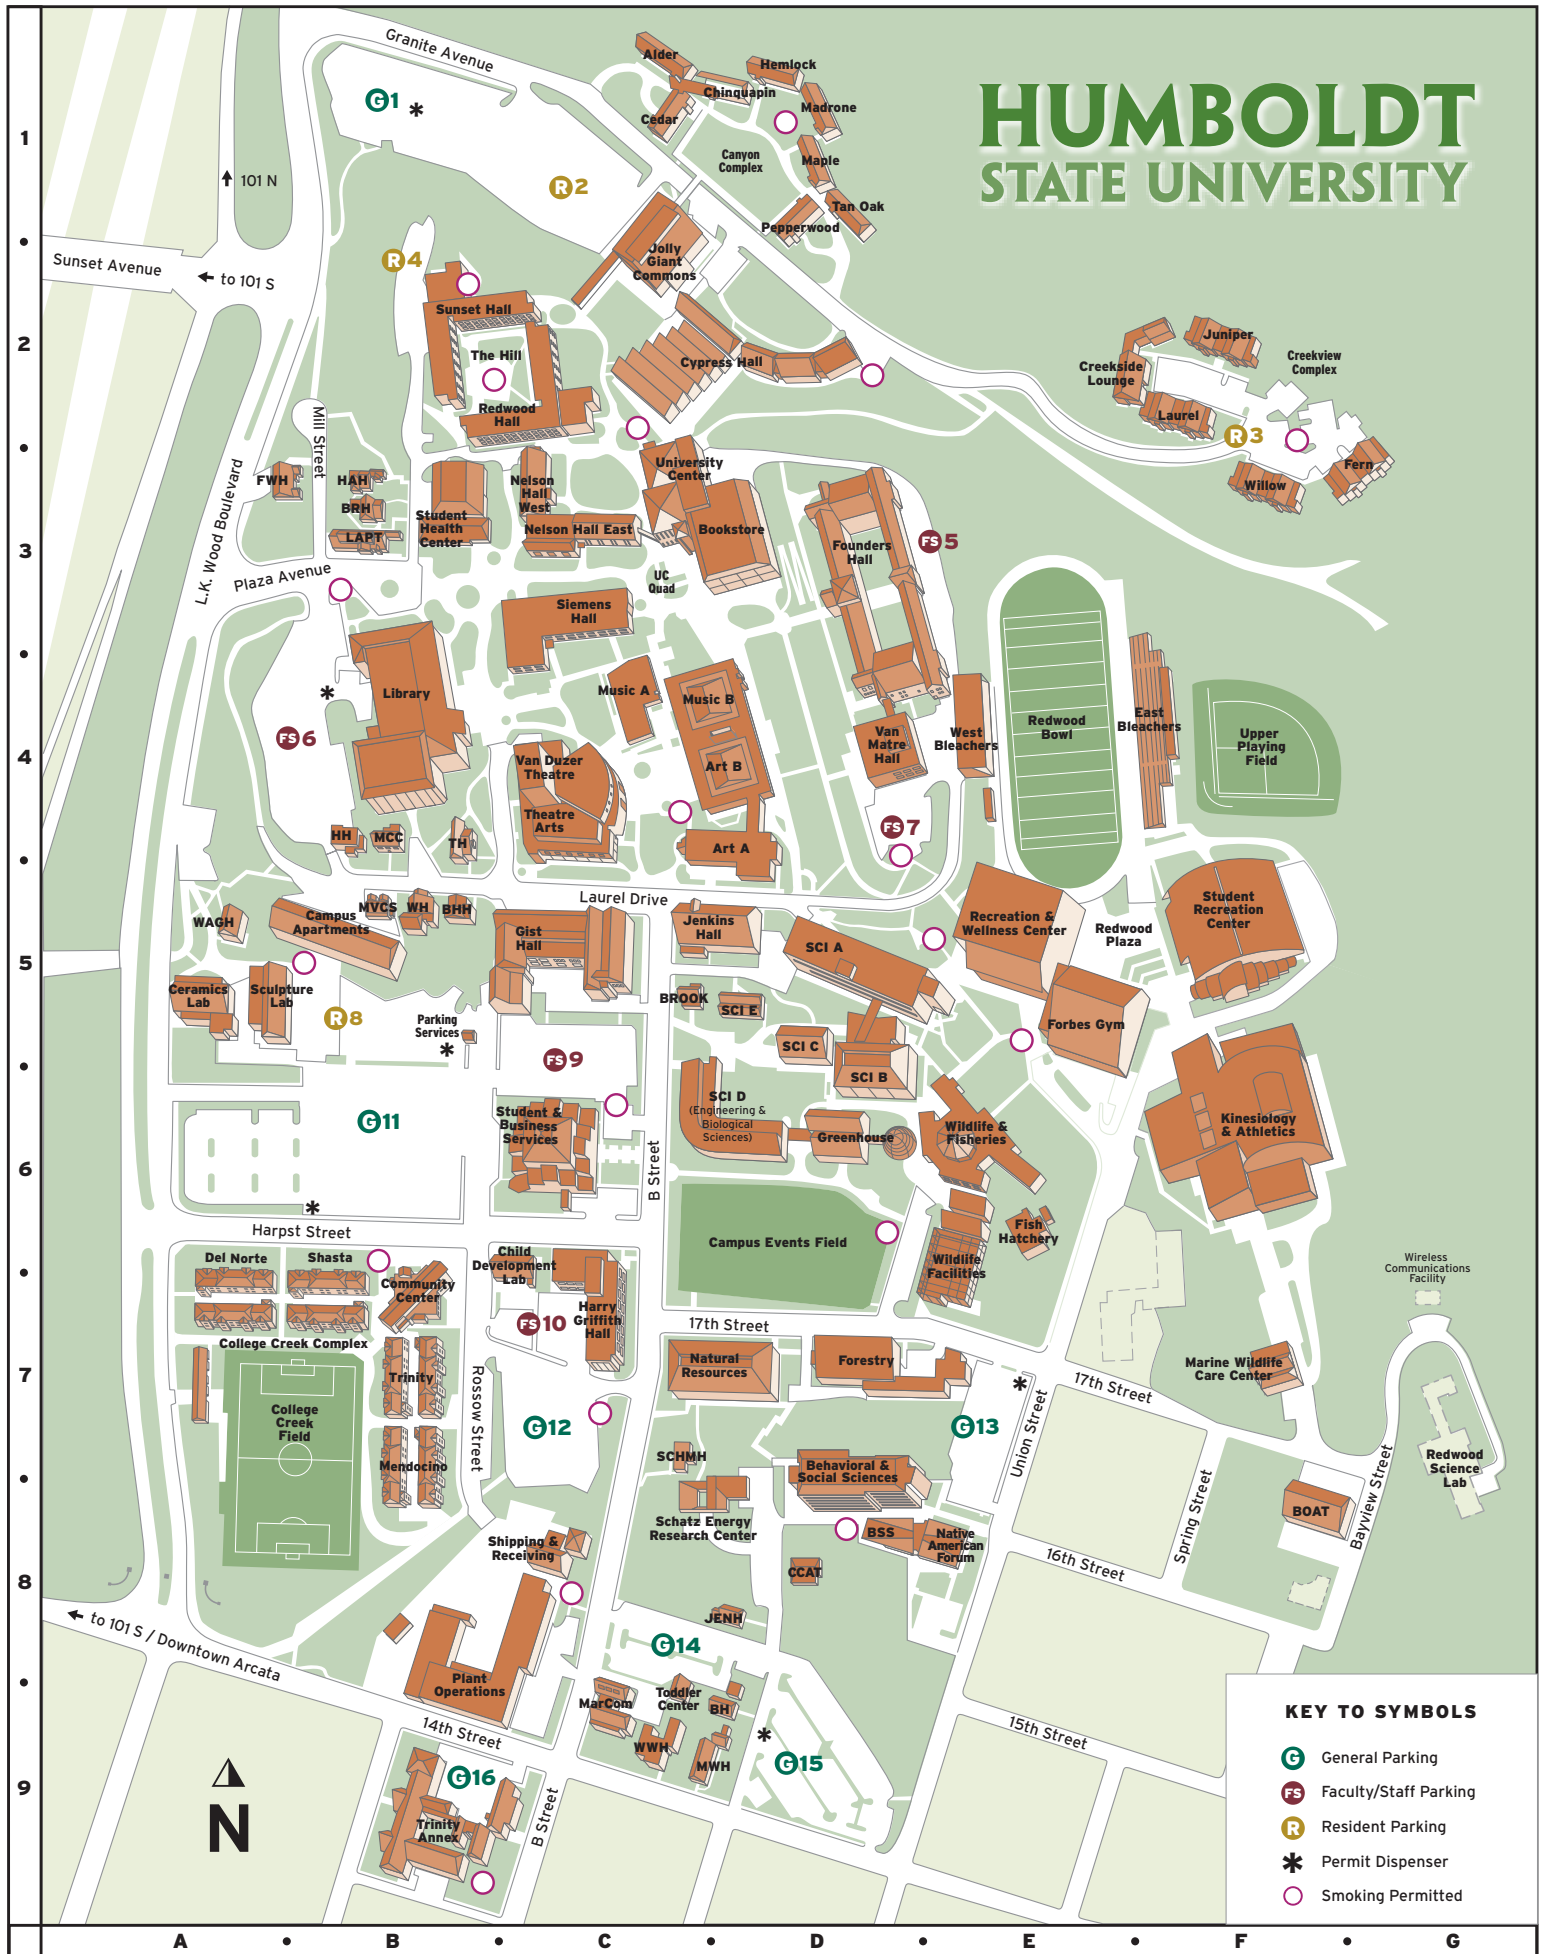 HUMBOLDT
STATE UNIVERSITY
Granite Avenue
G1
*
R2
101 N
Sunset Avenue
to 101 S
R4
Alder
Hemlock
Chinquapin
Madrone
Cedar
Canyon
Complex
Maple
Tan Oak
Pepperwood
Jolly
Giant
Commons
Sunset Hall
The Hill
Redwood
Hall
Cypress Hall
Creekside
Lounge
Juniper
Creekview
Complex
Laurel
R3
Fern
Willow
Mill Street
L.K. Wood Boulevard
FWH
HAH
BRH
LAPT
Student
Health
Center
Nelson
Hall
West
Nelson Hall East
University
Center
Bookstore
Founders
Hall
FS5
Plaza Avenue
UC
Quad
Siemens
Hall
Library
*
FS6
Music A
Music B
Art B
Van
Matre
Hall
West
Bleachers
Redwood
Bowl
East
Bleachers
Upper
Playing
Field
Van Duzer
Theatre
Theatre
Arts
HH
MCC
TH
Art A
FS7
Laurel Drive
WAGH
Campus
Apartments
MVCS
WH
BHH
Gist
Hall
Jenkins
Hall
SCI A
Recreation &
Wellness Center
Redwood
Plaza
Student
Recreation
Center
Ceramics
Lab
Sculpture
Lab
R8
Parking
Services
*
BROOK
SCI E
SCI C
SCI B
Forbes Gym
FS9
G11
Student &
Business
Services
SCI D
(Engineering &
Biological
Sciences)
Greenhouse
Wildlife &
Fisheries
Kinesiology
& Athletics
B Street
*
Harpst Street
Campus Events Field
Fish
Hatchery
Wildlife
Facilities
Wireless
Communications
Facility
Del Norte
Shasta
Community
Center
Child
Development
Lab
Harry
Griffith
Hall
FS10
College Creek Complex
17th Street
Natural
Resources
Forestry
*
17th Street
Marine Wildlife
Care Center
College
Creek
Field
Trinity
Mendocino
Rossow Street
G12
G13
Union Street
SCHMH
Behavioral &
Social Sciences
Schatz Energy
Research Center
BSS
Native
American
Forum
Spring Street
Bayview Street
Redwood
Science
Lab
BOAT
Shipping &
Receiving
CCAT
16th Street
JENH
to 101 S / Downtown Arcata
G14
Plant
Operations
MarCom
Toddler
Center
BH
WWH
MWH
*
G15
15th Street
14th Street
G16
Trinity
Annex
B Street
N
KEY TO SYMBOLS
G General Parking
FS Faculty/Staff Parking
R Resident Parking
* Permit Dispenser
Smoking Permitted
1
2
3
4
5
6
7
8
9
A • B • C • D • E • F • G